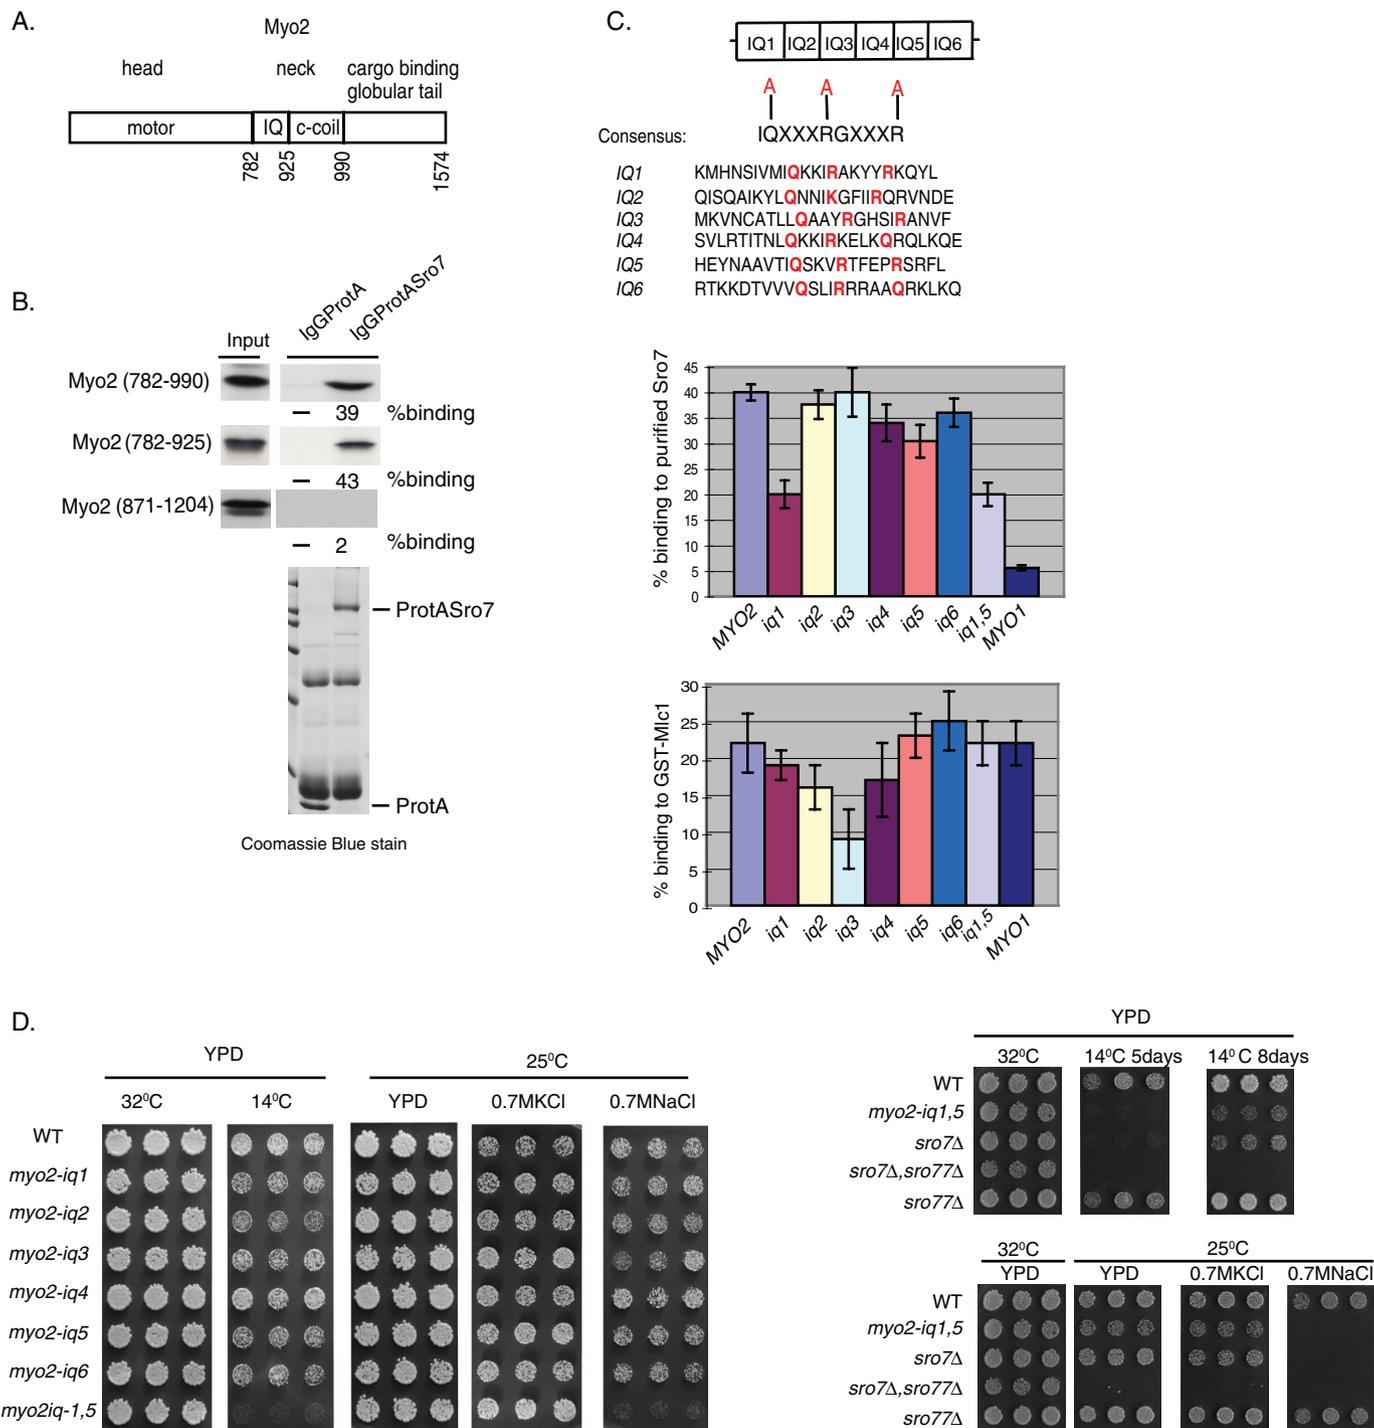 A.
Myo2
head neck cargo binding
globular tail
motor IQ c-coil
782 925 990 1574
B.
Input IgGProtA IgGProtASro7
Myo2 (782-990)
– 39 %binding
Myo2 (782-925)
– 43 %binding
Myo2 (871-1204)
– 2 %binding
ProtASro7
ProtA
Coomassie Blue stain
C.
IQ1 IQ2 IQ3 IQ4 IQ5 IQ6
A A A
Consensus: IQXXXRGXXXR
IQ1 KMHNSIVMIQKKIRAKYYRKQYL
IQ2 QISQAIKYLQNNIKGFIIRQRVNDE
IQ3 MKVNCATLLQAAYRGHSIRANVF
IQ4 SVLRTITNLQKKIRKELKQRQLKQE
IQ5 HEYNAAVTIQSKVRTFEPRSRFL
IQ6 RTKKDTVVVQSLIRRRAAQRKLKQ
% binding to purified Sro7
45
40
35
30
25
20
15
10
5
0
MYO2 iq1 iq2 iq3 iq4 iq5 iq6 iq1,5 MYO1
% binding to GST-Mlc1
30
25
20
15
10
5
0
MYO2 iq1 iq2 iq3 iq4 iq5 iq6 iq1,5 MYO1
D.
YPD 25⁰C
32⁰C 14⁰C YPD 0.7MKCl 0.7MNaCl
WT
myo2-iq1
myo2-iq2
myo2-iq3
myo2-iq4
myo2-iq5
myo2-iq6
myo2iq-1,5
YPD
32⁰C 14⁰C 5days 14⁰C 8days
WT
myo2-iq1,5
sro7Δ
sro7Δ,sro77Δ
sro77Δ
32⁰C 25⁰C
YPD YPD 0.7MKCl 0.7MNaCl
WT
myo2-iq1,5
sro7Δ
sro7Δ,sro77Δ
sro77Δ